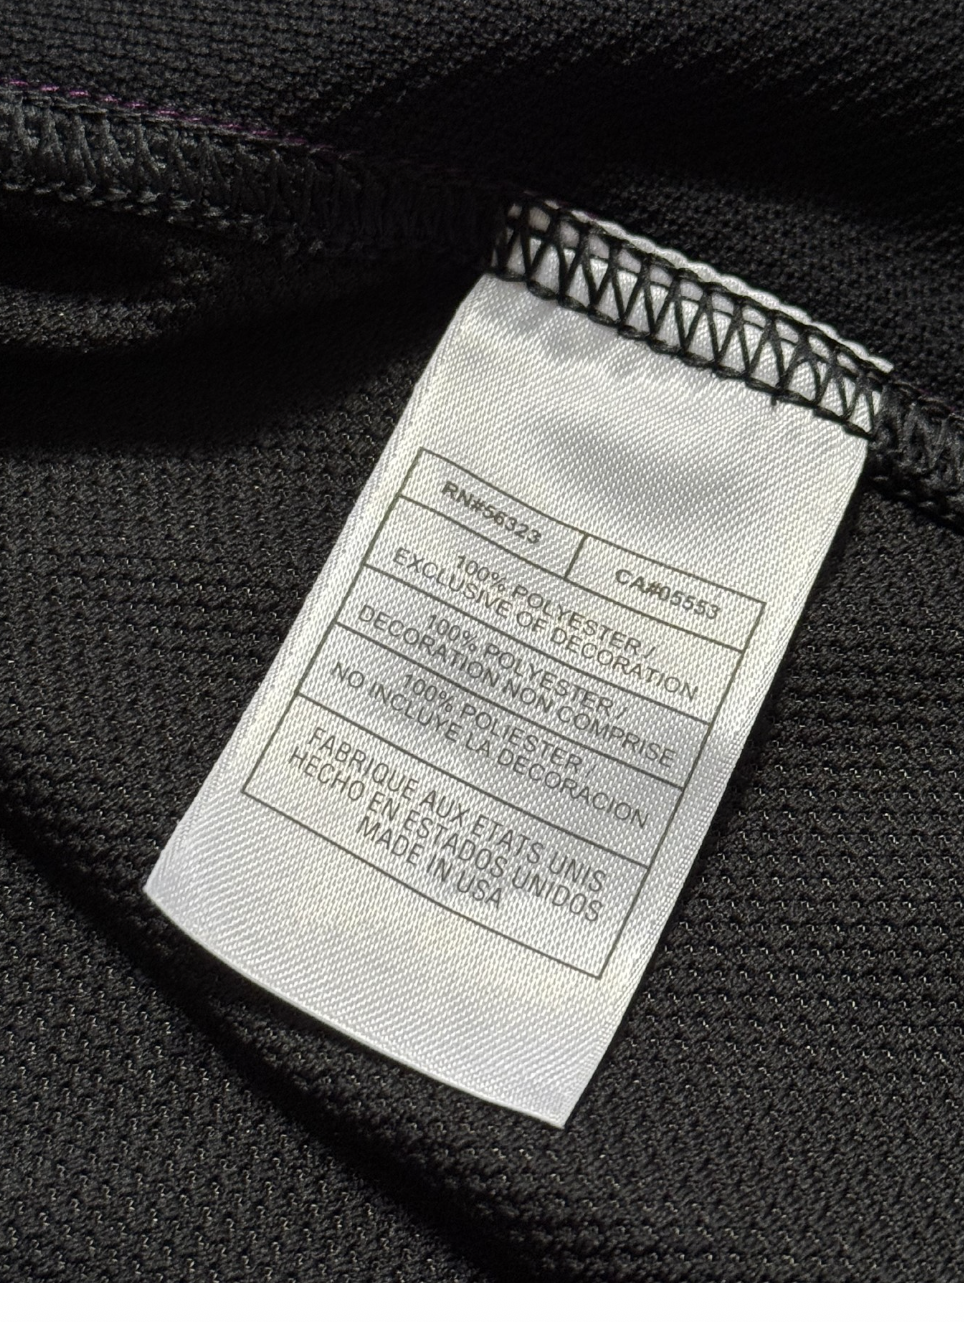 RN#56323 CA#05553
100% POLYESTER /
EXCLUSIVE OF DECORATION
100% POLYESTER /
DECORATION NON COMPRISE
100% POLIESTER /
NO INCLUYE LA DECORACION
FABRIQUE AUX ETATS UNIS
HECHO EN ESTADOS UNIDOS
MADE IN USA